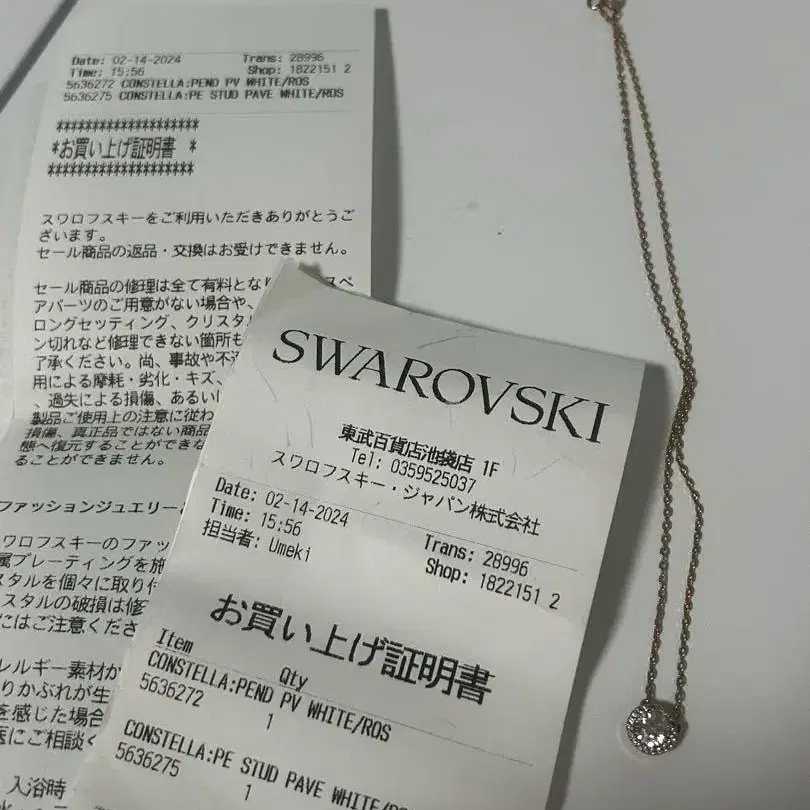 Date: 02-14-2024 Trans: 28996
Time: 15:56 Shop: 1822151 2
5636272 CONSTELLA:PEND PV WHITE/ROS
5636275 CONSTELLA:PE STUD PAVE WHITE/ROS
********************
*お買い上げ証明書 *
********************
スワロフスキーをご利用いただきありがとうご
ざいます。
セール商品の返品・交換はお受けできません。
セール商品の修理は全て有料とな
スペ
アパーツのご用意がない場合や、
ロングセッティング、クリスタ
ン切れなど修理できない箇所も
了承ください。尚、事故や不
用による摩耗・劣化・キズ、
、過失による損傷、あるい
製品ご使用上の注意に従わ
損傷、真正品ではない商品
態へ復元することができな
ることができません。
ファッションジュエリー
ワロフスキーのファッ
属プレーティングを施
スタルを個々に取り付
スタルの破損は修
にはご注意くださ
レルギー素材か
りかぶれが生
を感じた場合
医にご相談く
入浴時
SWAROVSKI
東武百貨店池袋店 1F
Tel: 0359525037
スワロフスキー・ジャパン株式会社
Date: 02-14-2024 Trans: 28996
Time: 15:56 Shop: 1822151 2
担当者: Umeki
お買い上げ証明書
Item Qty
CONSTELLA:PEND PV WHITE/ROS
5636272 1
CONSTELLA:PE STUD PAVE WHITE/ROS
5636275 1